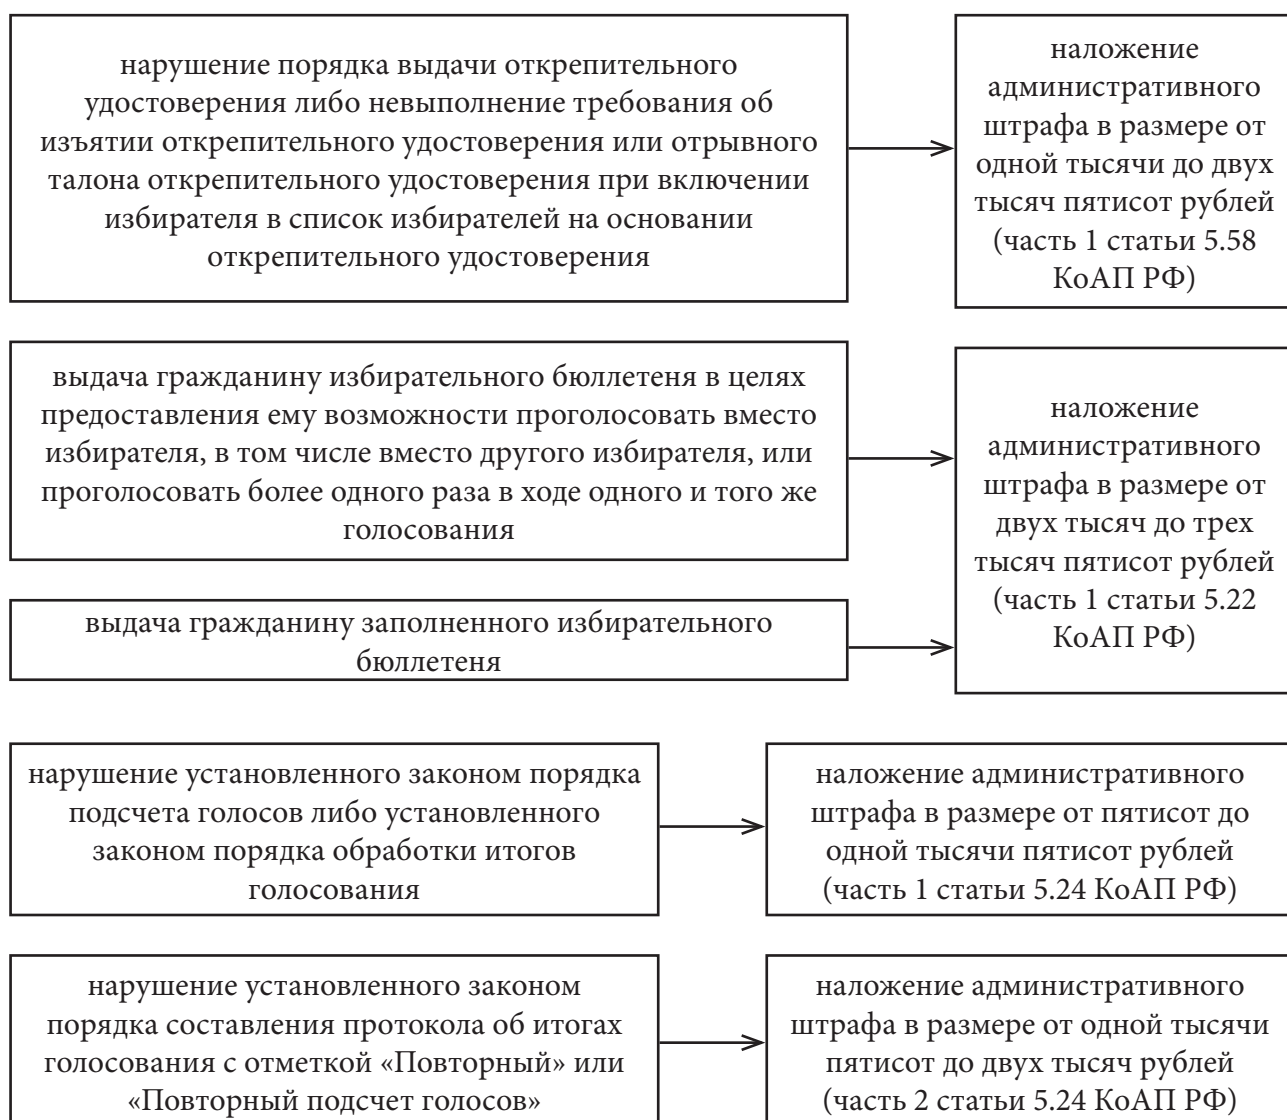 нарушение порядка выдачи открепительного
удостоверения либо невыполнение требования об
изъятии открепительного удостоверения или отрывного
талона открепительного удостоверения при включении
избирателя в список избирателей на основании
открепительного удостоверения
наложение
административного
штрафа в размере от
одной тысячи до двух
тысяч пятисот рублей
(часть 1 статьи 5.58
КоАП РФ)
выдача гражданину избирательного бюллетеня в целях
предоставления ему возможности проголосовать вместо
избирателя, в том числе вместо другого избирателя, или
проголосовать более одного раза в ходе одного и того же
голосования
выдача гражданину заполненного избирательного
бюллетеня
наложение
административного
штрафа в размере от
двух тысяч до трех
тысяч пятисот рублей
(часть 1 статьи 5.22
КоАП РФ)
нарушение установленного законом порядка
подсчета голосов либо установленного
законом порядка обработки итогов
голосования
наложение административного
штрафа в размере от пятисот до
одной тысячи пятисот рублей
(часть 1 статьи 5.24 КоАП РФ)
нарушение установленного законом
порядка составления протокола об итогах
голосования с отметкой «Повторный» или
«Повторный подсчет голосов»
наложение административного
штрафа в размере от одной тысячи
пятисот до двух тысяч рублей
(часть 2 статьи 5.24 КоАП РФ)